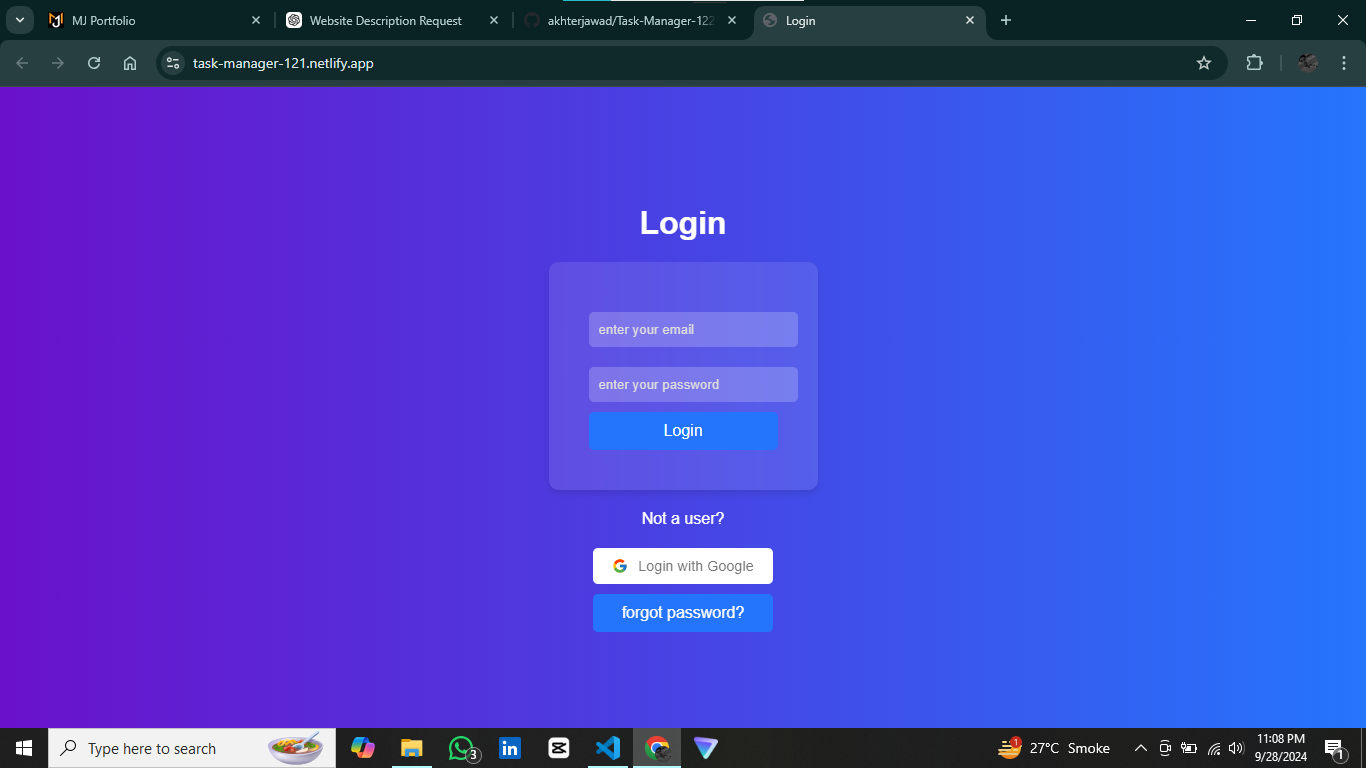 MJ Portfolio
Website Description Request
akhterjawad/Task-Manager-122
Login
task-manager-121.netlify.app
Login
enter your email
enter your password
Login
Not a user?
Login with Google
forgot password?
Type here to search
3
1
27°C Smoke
11:08 PM
9/28/2024
1